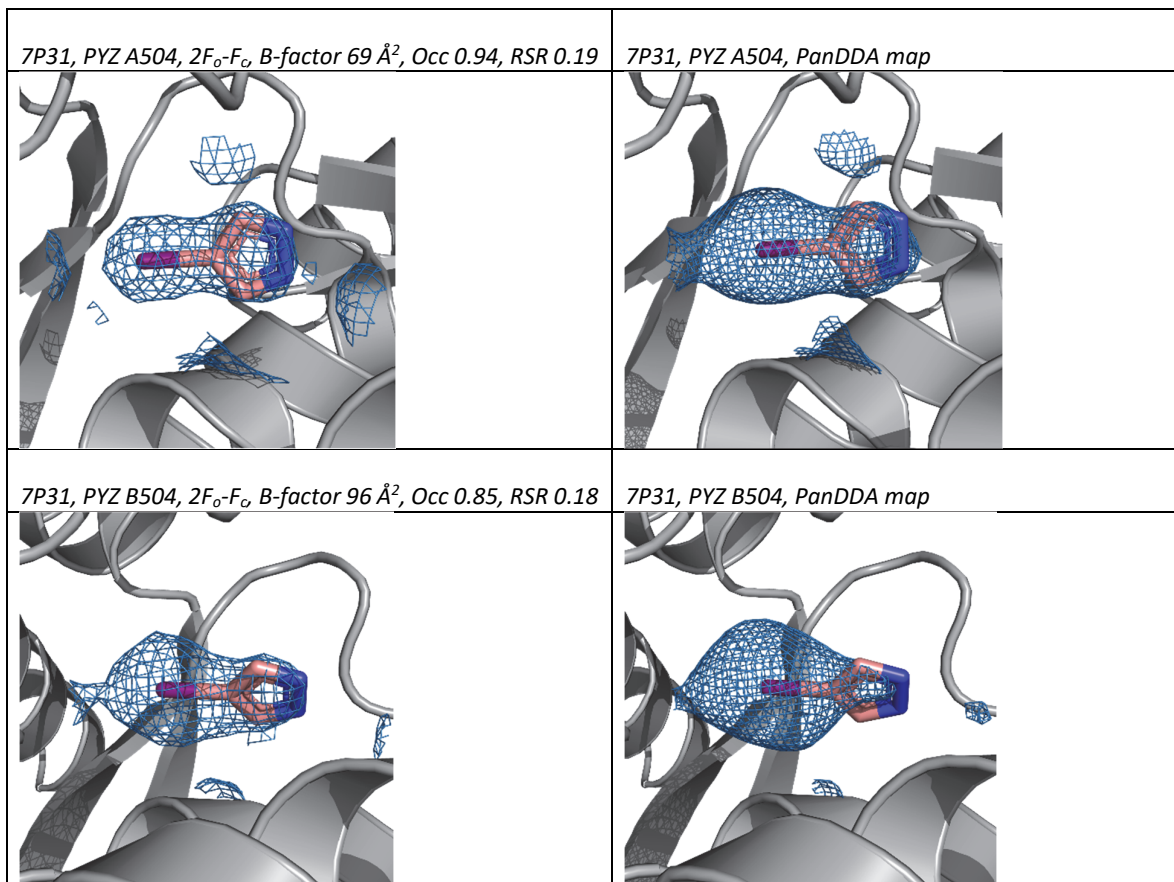 7P31, PYZ A504, 2Fo-Fc, B-factor 69 Å², Occ 0.94, RSR 0.19
7P31, PYZ A504, PanDDA map
7P31, PYZ B504, 2Fo-Fc, B-factor 96 Å², Occ 0.85, RSR 0.18
7P31, PYZ B504, PanDDA map